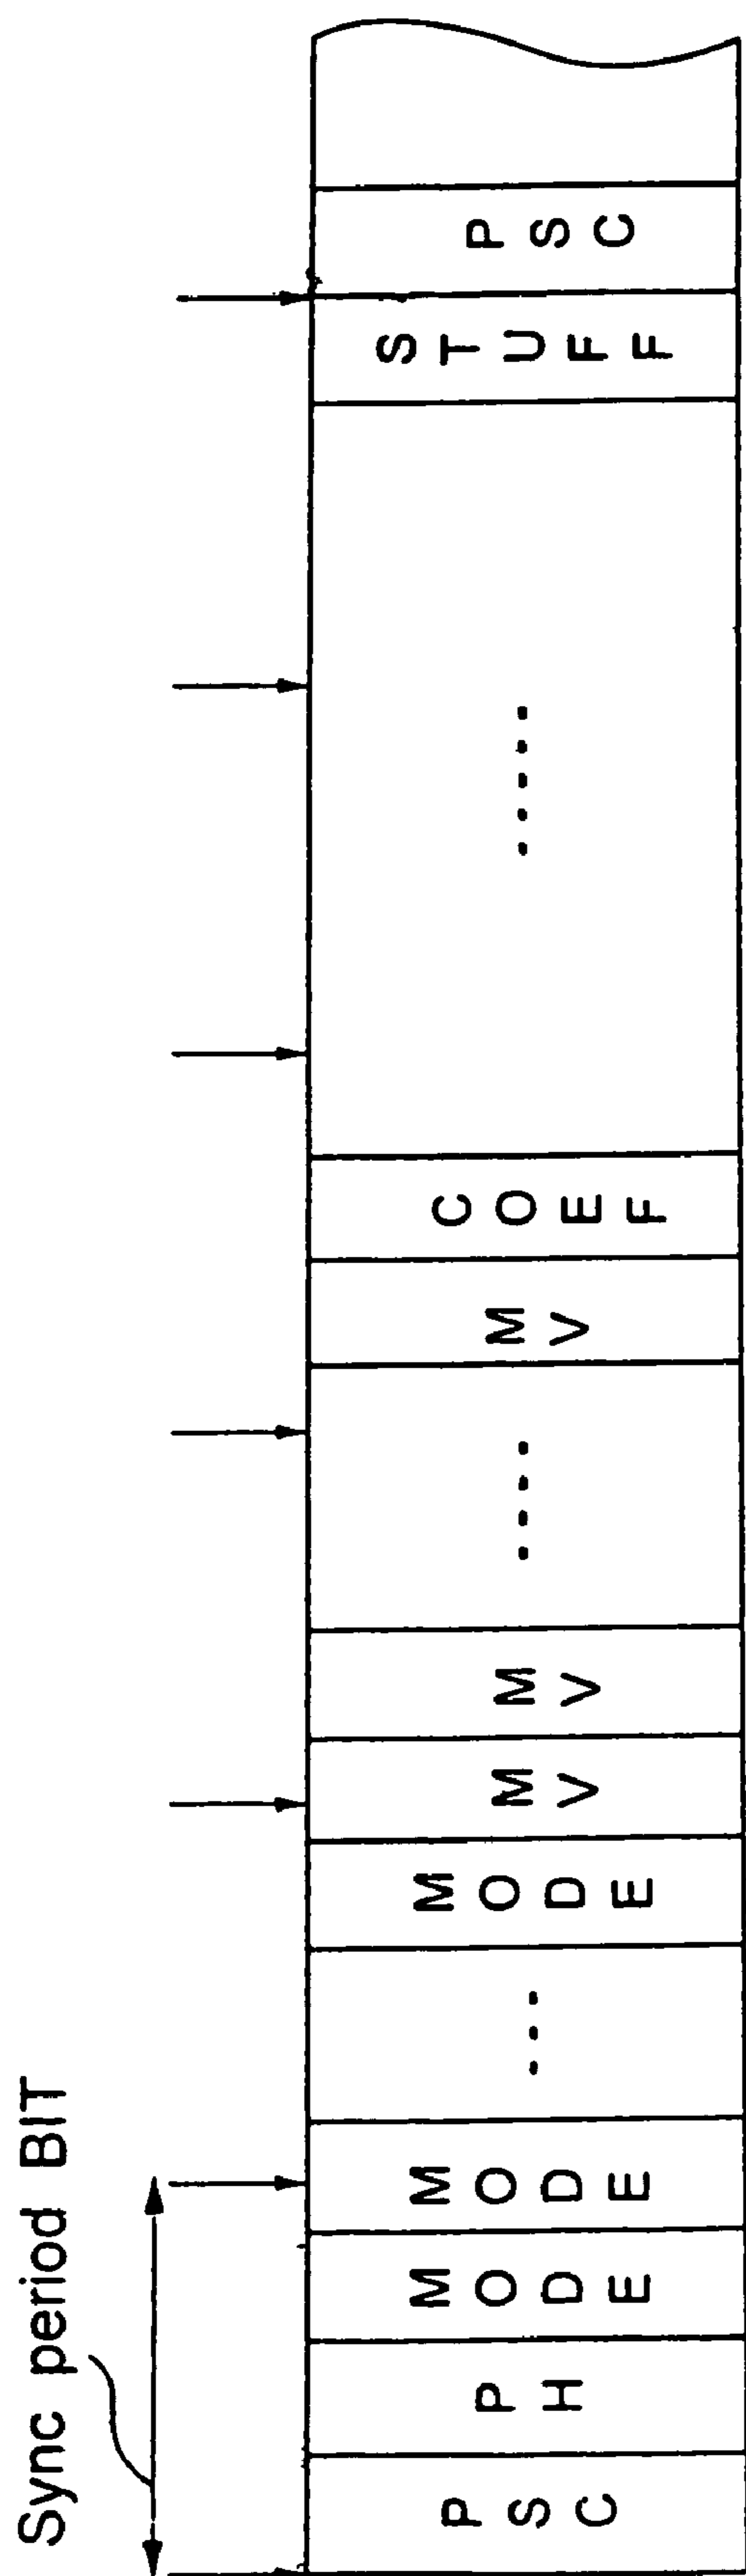 Sync period BIT
PSC
PH
MODE
MODE
...
MODE
MV
MV
....
MV
COEF
.....
STUFF
PSC